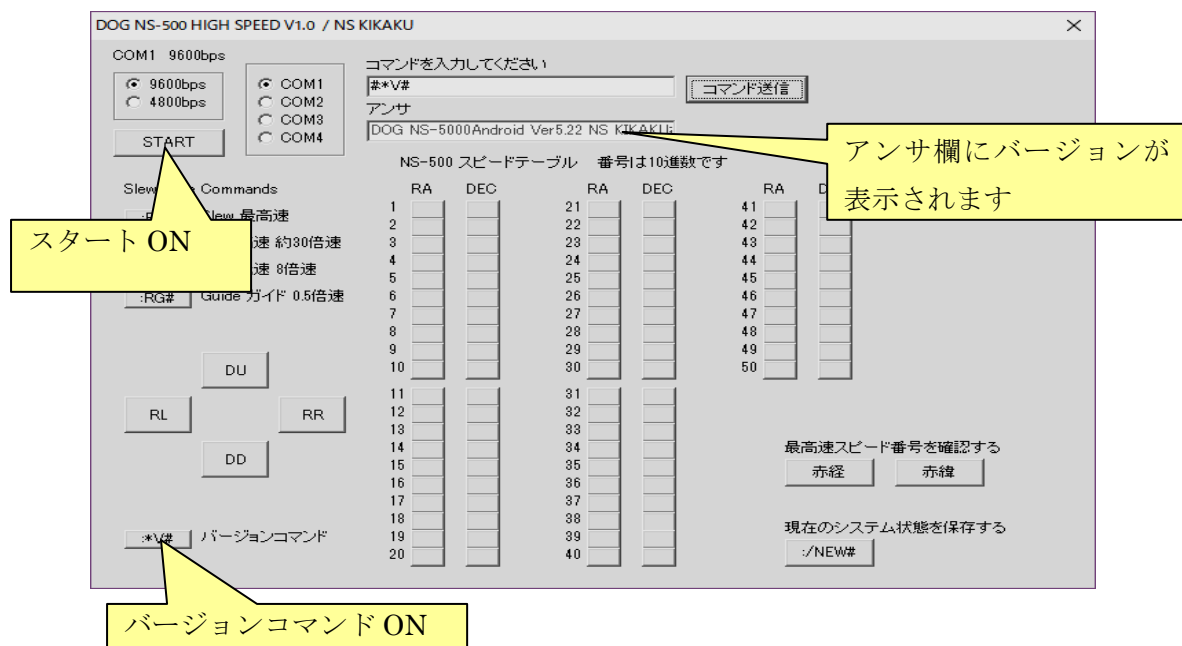 DOG NS-500 HIGH SPEED V1.0 / NS KIKAKU
COM1 9600bps
9600bps
4800bps
START
COM1
COM2
COM3
COM4
コマンドを入力してください
#:*V#
コマンド送信
アンサ
DOG NS-5000Android Ver5.22 NS KIKAKU
アンサ欄にバージョンが
表示されます
NS-500 スピードテーブル 番号は10進数です
Slew Commands
Slew 最高速
スタート ON
速 約30倍速
速 8倍速
:RG# Guide ガイド 0.5倍速
DU
RL RR
DD
:*V# バージョンコマンド
バージョンコマンド ON
RA DEC
1
2
3
4
5
6
7
8
9
10
11
12
13
14
15
16
17
18
19
20
RA DEC
21
22
23
24
25
26
27
28
29
30
31
32
33
34
35
36
37
38
39
40
RA
41
42
43
44
45
46
47
48
49
50
最高速スピード番号を確認する
赤経 赤緯
現在のシステム状態を保存する
:/NEW#